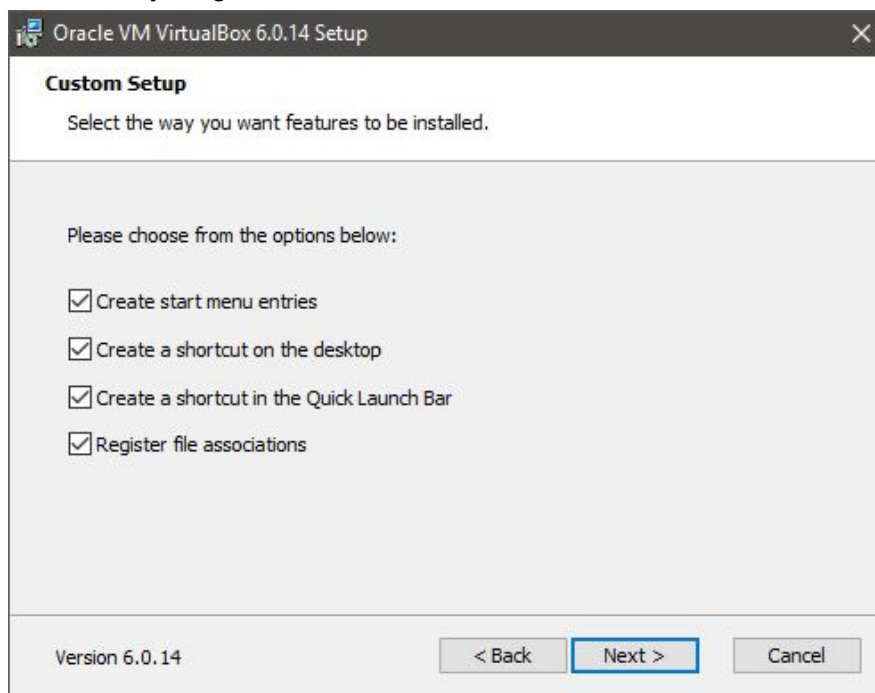 Oracle VM VirtualBox 6.0.14 Setup
Custom Setup
Select the way you want features to be installed.
Please choose from the options below:
Create start menu entries
Create a shortcut on the desktop
Create a shortcut in the Quick Launch Bar
Register file associations
Version 6.0.14
< Back Next > Cancel